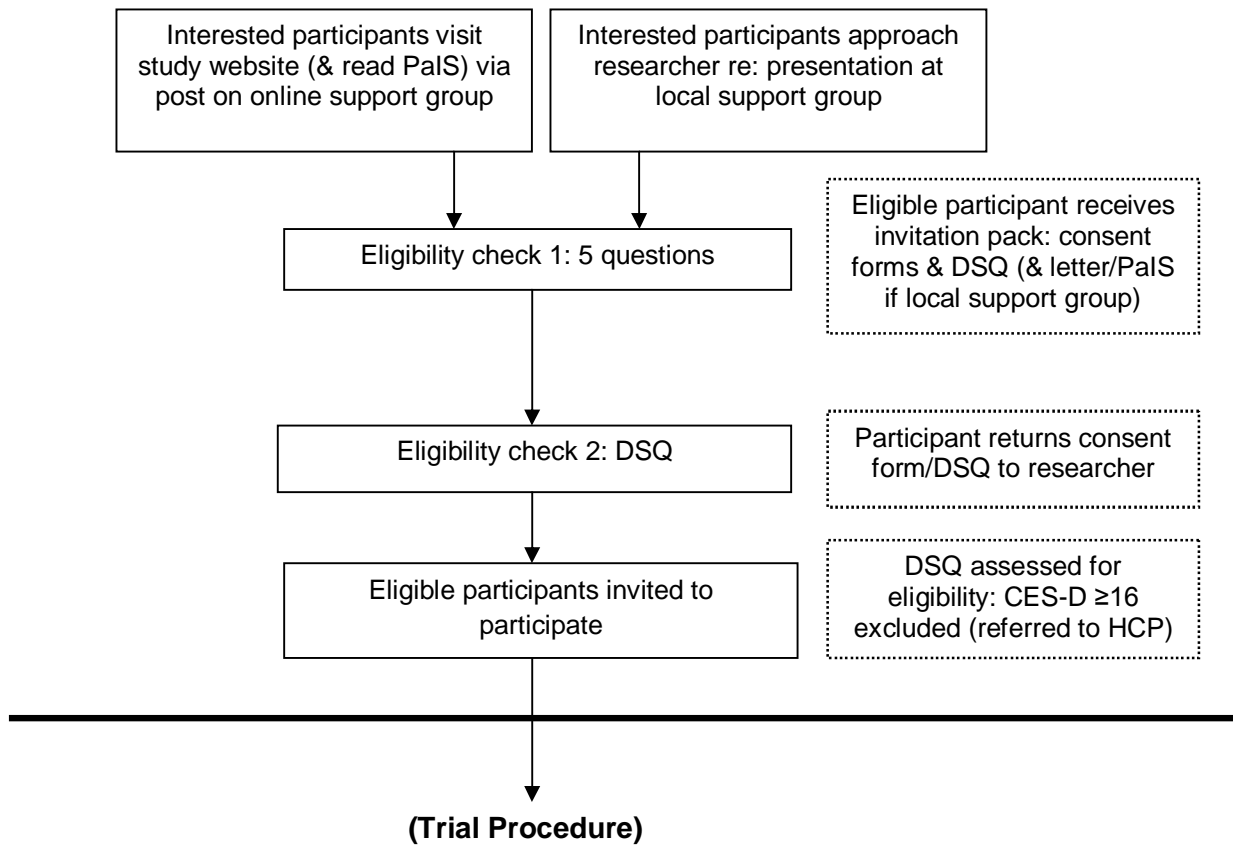 Interested participants visit
study website (& read PaIS) via
post on online support group
Interested participants approach
researcher re: presentation at
local support group
Eligible participant receives
invitation pack: consent
forms & DSQ (& letter/PaIS
if local support group)
Eligibility check 1: 5 questions
Eligibility check 2: DSQ
Participant returns consent
form/DSQ to researcher
Eligible participants invited to
participate
DSQ assessed for
eligibility: CES-D ≥16
excluded (referred to HCP)
(Trial Procedure)